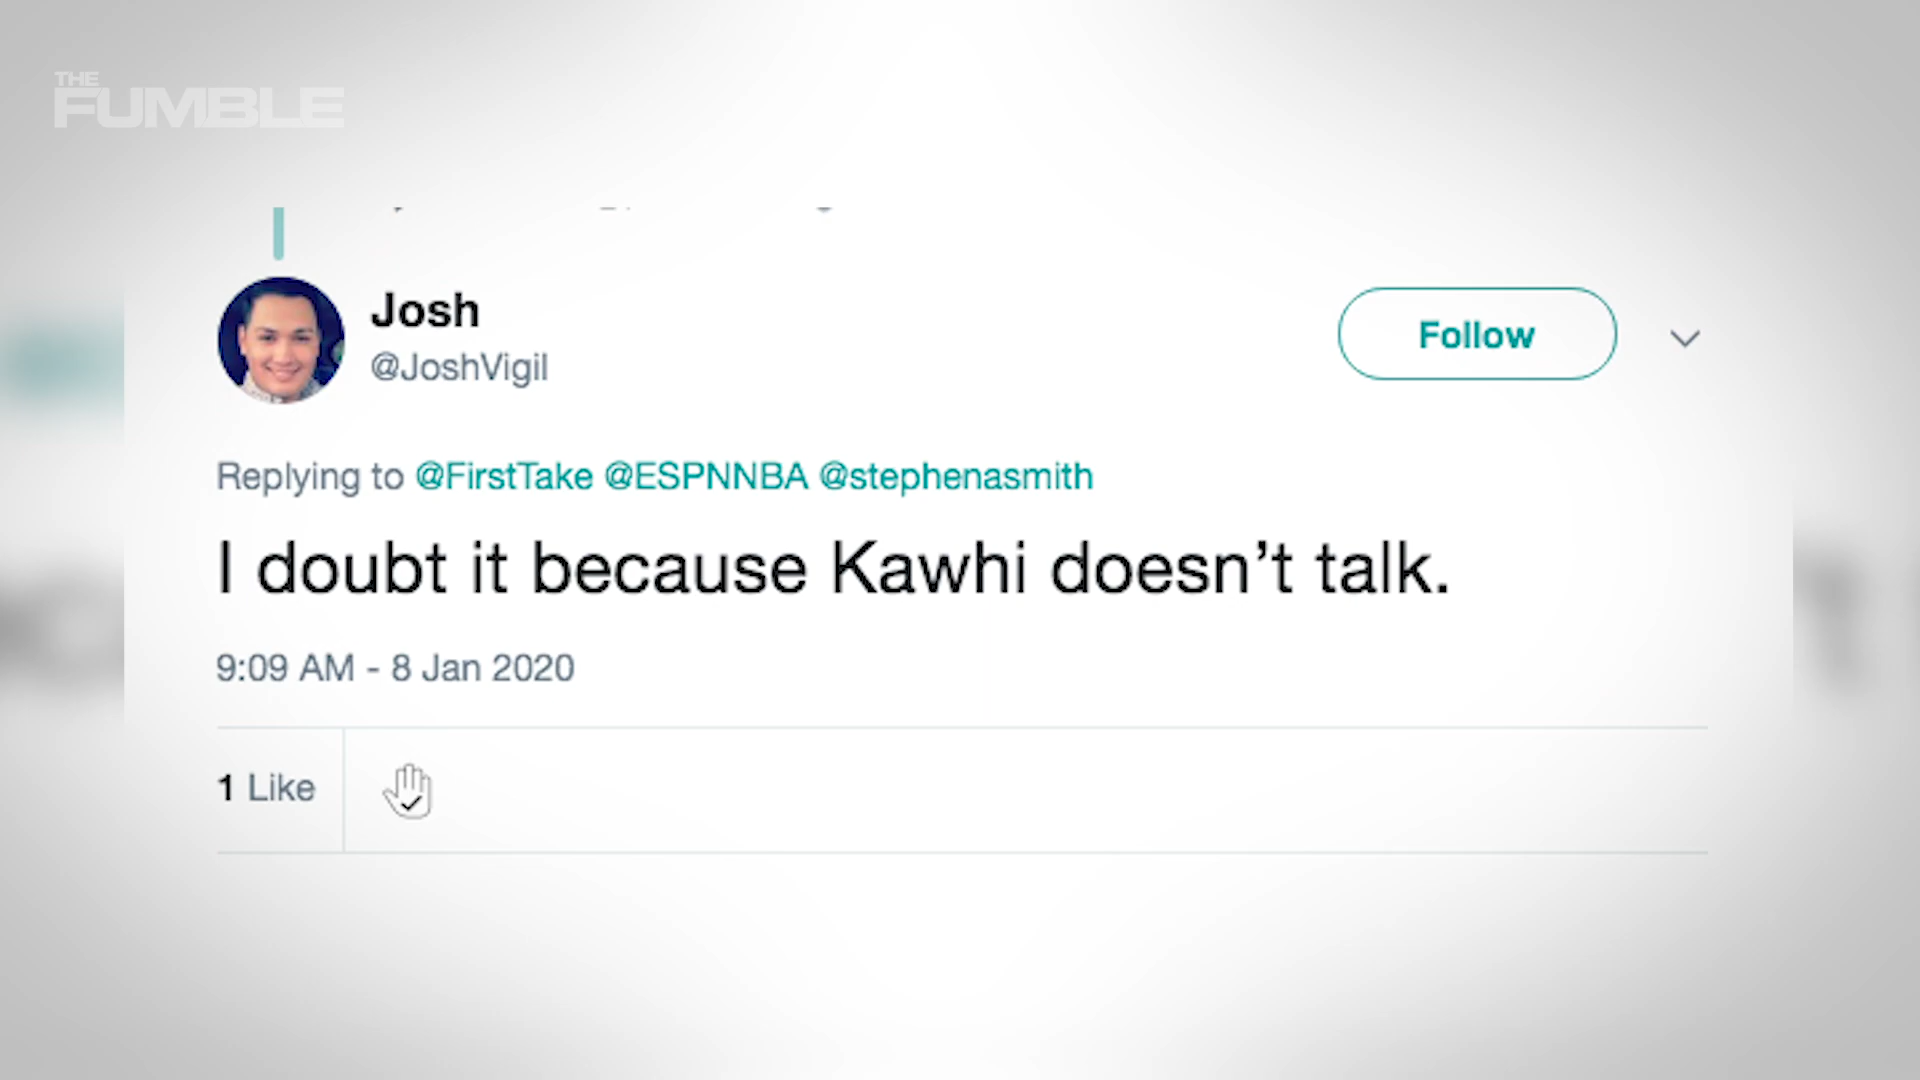 THE
FUMBLE
Josh
@JoshVigil
Follow
Replying to @FirstTake @ESPNNBA @stephenasmith
I doubt it because Kawhi doesn’t talk.
9:09 AM - 8 Jan 2020
1 Like